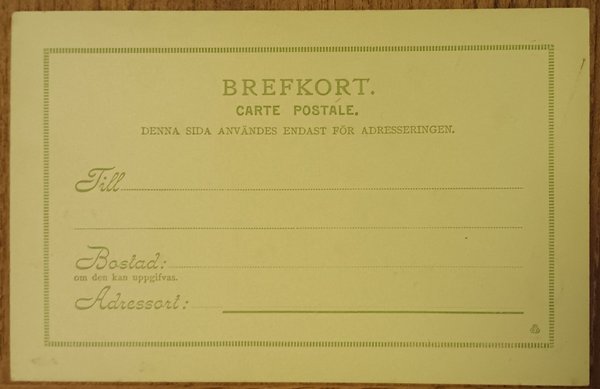 BREFKORT.
CARTE POSTALE.
DENNA SIDA ANVÄNDES ENDAST FÖR ADRESSERINGEN.
Till
Bostad:
om den kan uppgifvas.
Adressort: